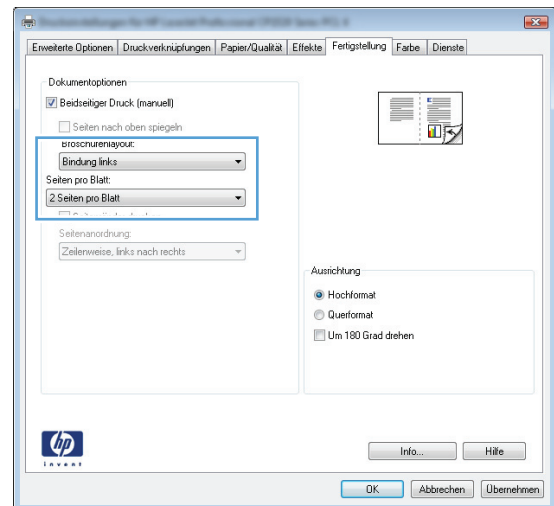 Erweiterte Optionen Druckverknüpfungen Papier/Qualität Effekte Fertigstellung Farbe Dienste
Dokumentoptionen
Beidseitiger Druck (manuell)
Seiten nach oben spiegeln
Broschürenlayout:
Bindung links
Seiten pro Blatt:
2 Seiten pro Blatt
Seitenanordnung:
Zeilenweise, links nach rechts
Ausrichtung
Hochformat
Querformat
Um 180 Grad drehen
hp
invent
Info... Hilfe
OK Abbrechen Übernehmen